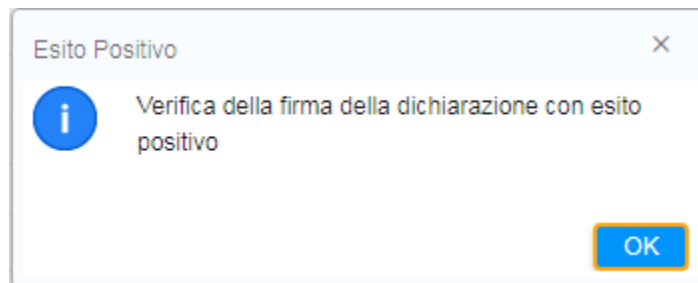 Esito Positivo
Verifica della firma della dichiarazione con esito
positivo
OK